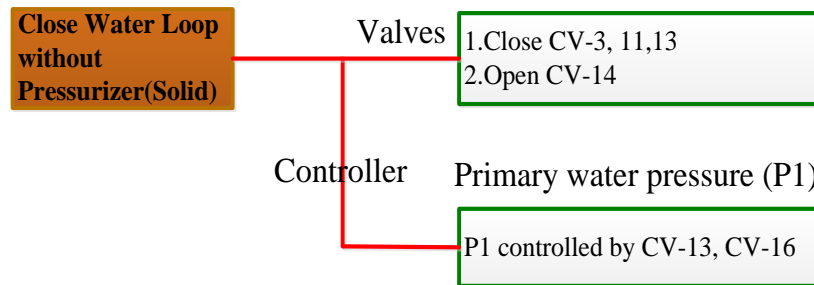 Close Water Loop
without
Pressurizer(Solid)
Valves
1.Close CV-3, 11,13
2.Open CV-14
Controller
Primary water pressure (P1)
P1 controlled by CV-13, CV-16